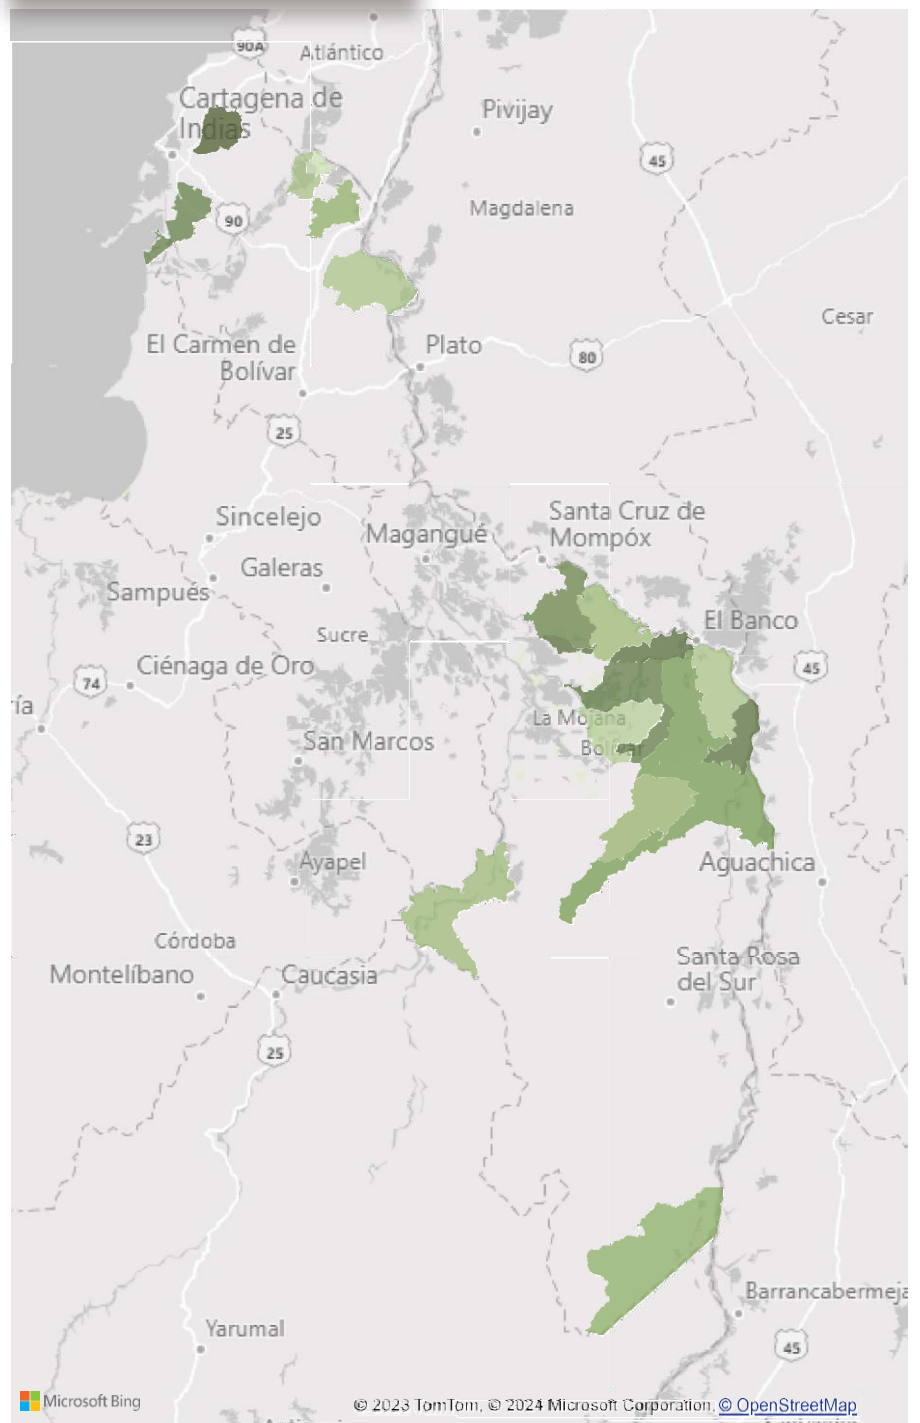 90A
Atlántico
Cartagena de
Indias
Pivijay
45
Magdalena
90
Cesar
El Carmen de
Bolívar
Plato
80
25
Sincelejo
Santa Cruz de
Mompóx
Magangué
Galeras
Sampués
Sucre
El Banco
Ciénaga de Oro
45
74
ía
La Mojana
San Marcos
Bolívar
23
Ayapel
Aguachica
Córdoba
Montelíbano
Caucasia
Santa Rosa
del Sur
25
Barrancabermeja
Yarumal
45
Microsoft Bing
© 2023 TomTom, © 2024 Microsoft Corporation, © OpenStreetMap